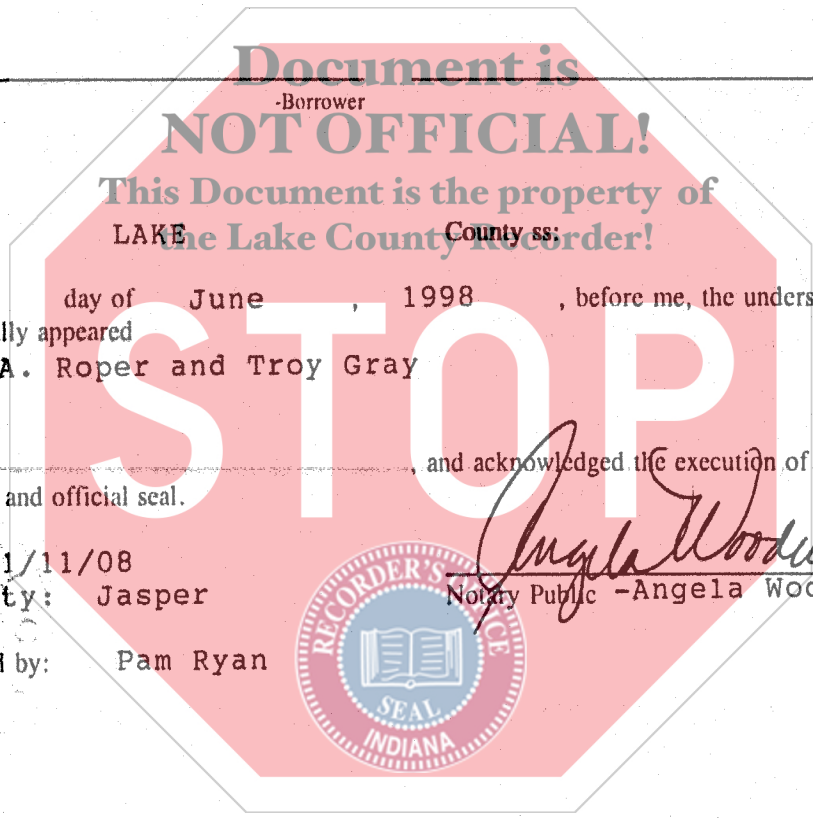 Document is
-Borrower
NOT OFFICIAL!
This Document is the property of
LAKE County ss:
the Lake County Recorder!
day of June , 1998 , before me, the unders
lly appeared
A. Roper and Troy Gray
STOP
, and acknowledged the execution of
and official seal.
1/11/08
ty: Jasper
Angela
Notary Public -Angela Woo
by: Pam Ryan
RECORDER'S OFFICE
SEAL
INDIANA